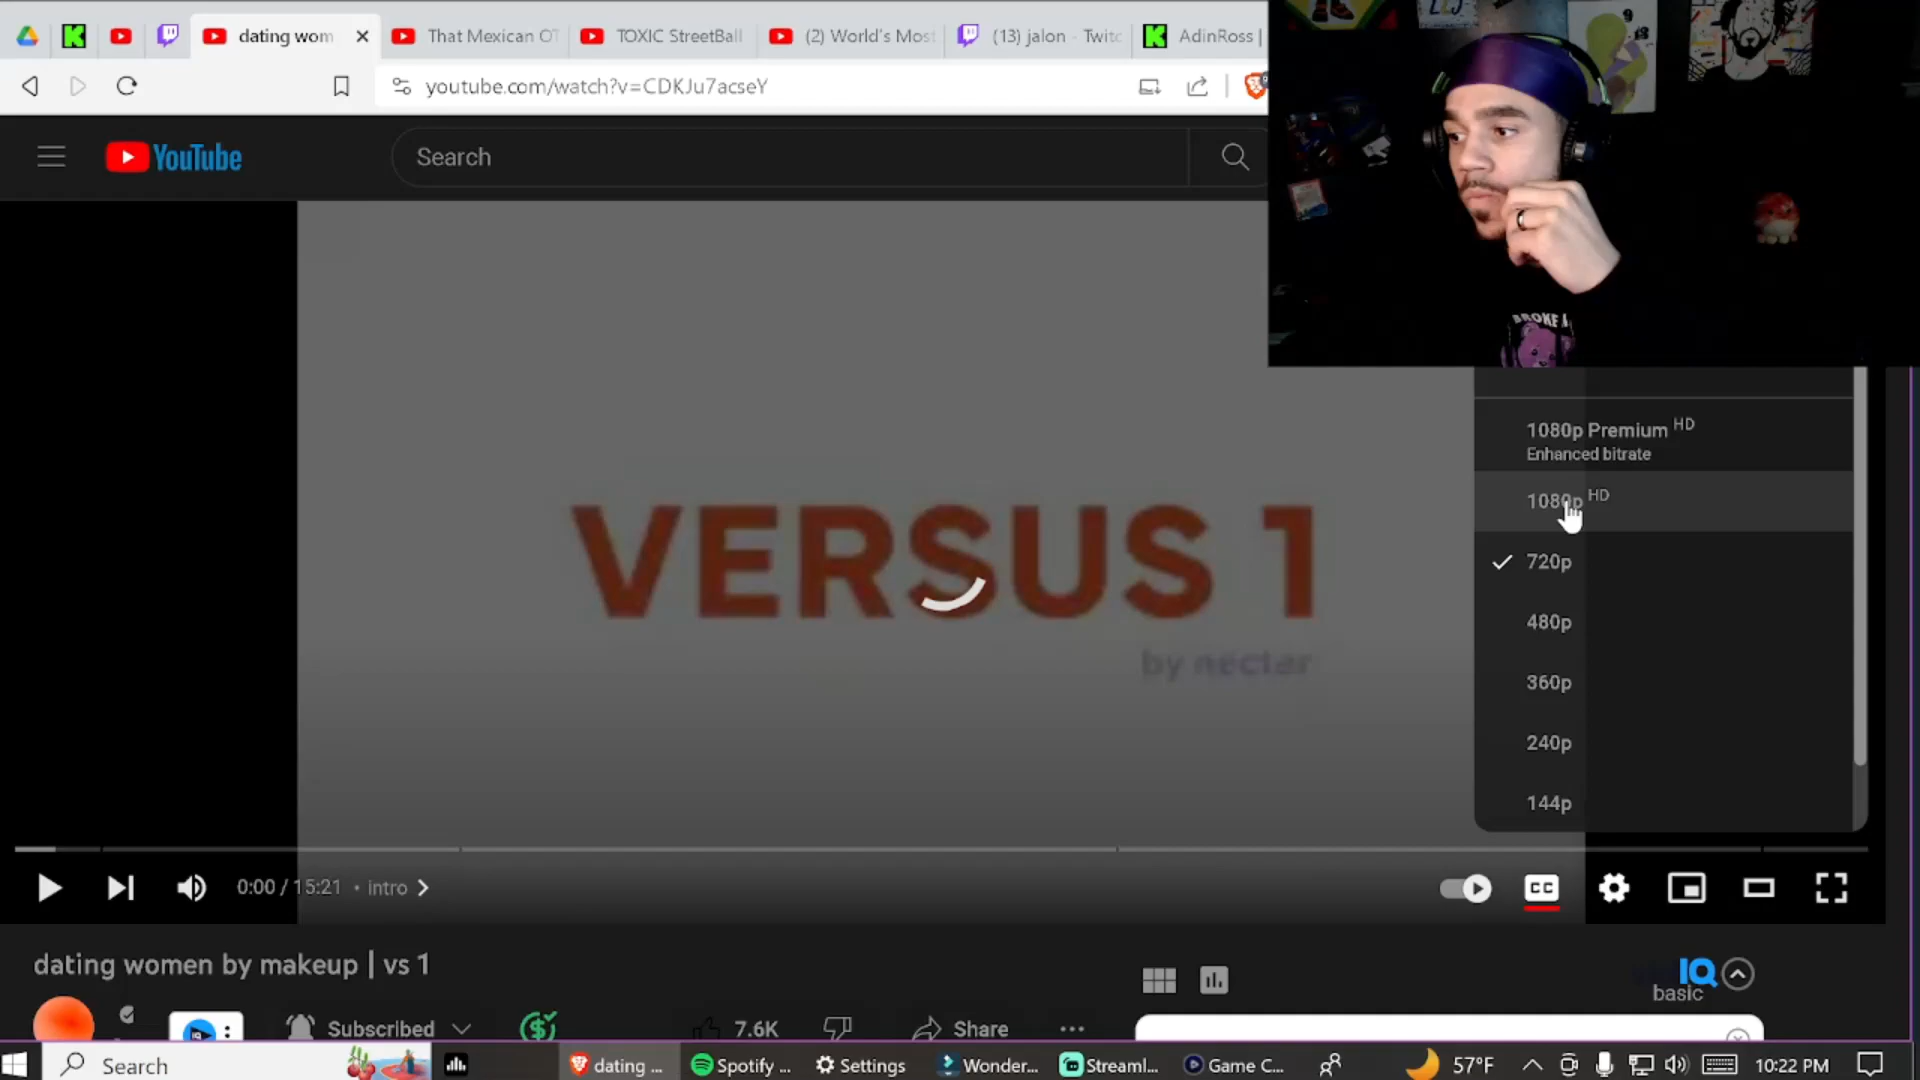 dating wom
That Mexican OT
TOXIC StreetBall
(2) World's Most
(13) jalon - Twitc
K
AdinRoss |
youtube.com/watch?v=CDKJu7acseY
YouTube
Search
BROKE
1080p Premium HD
Enhanced bitrate
1080p HD
720p
480p
360p
240p
144p
VERSUS 1
by nectar
0:00 / 15:21 • intro
CC
dating women by makeup | vs 1
IQ
basic
Subscribed
7.6K
Share
Search
dating ...
Spotify ...
Settings
Wonder...
Streaml...
Game C...
57°F
10:22 PM